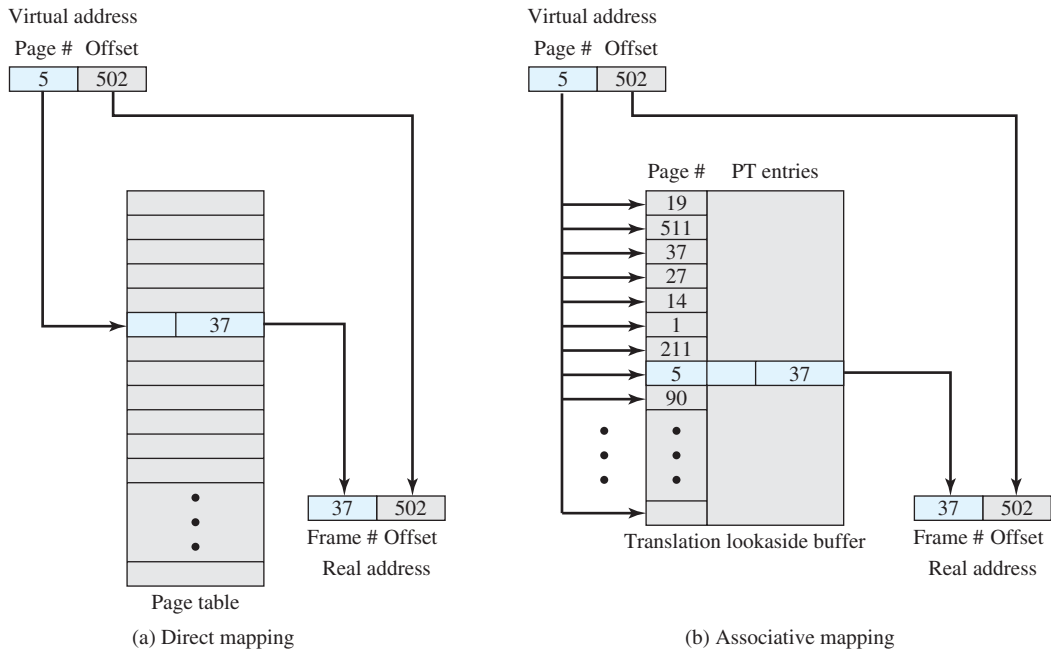 Virtual address
Page # Offset
5 502
37
37 502
Frame # Offset
Real address
Page table
(a) Direct mapping
Virtual address
Page # Offset
5 502
Page # PT entries
19
511
37
27
14
1
211
5 37
90
37 502
Frame # Offset
Real address
Translation lookaside buffer
(b) Associative mapping